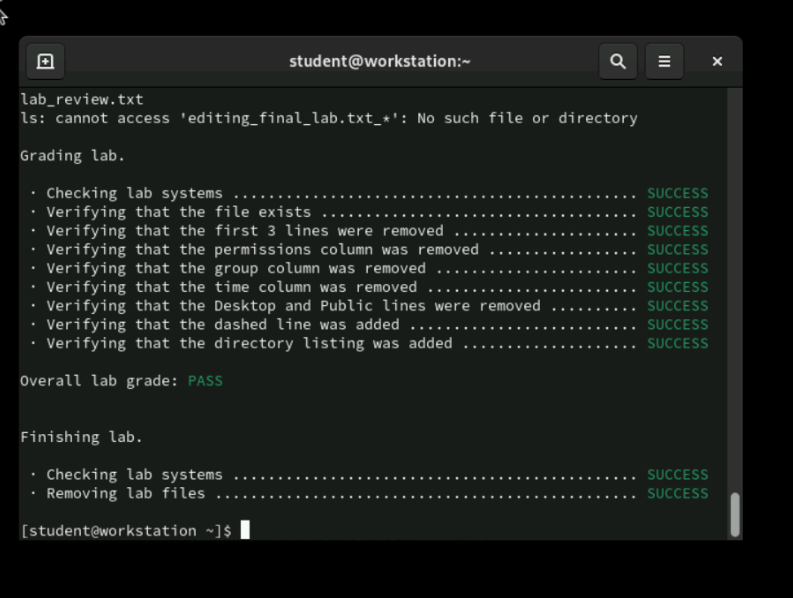 student@workstation:~
lab_review.txt
ls: cannot access 'editing_final_lab.txt_*': No such file or directory
Grading lab.
· Checking lab systems .............................................. SUCCESS
· Verifying that the file exists .................................... SUCCESS
· Verifying that the first 3 lines were removed ..................... SUCCESS
· Verifying that the permissions column was removed .................. SUCCESS
· Verifying that the group column was removed ....................... SUCCESS
· Verifying that the time column was removed ........................ SUCCESS
· Verifying that the Desktop and Public lines were removed .......... SUCCESS
· Verifying that the dashed line was added .......................... SUCCESS
· Verifying that the directory listing was added .................... SUCCESS
Overall lab grade: PASS
Finishing lab.
· Checking lab systems .............................................. SUCCESS
· Removing lab files ................................................ SUCCESS
[student@workstation ~]$